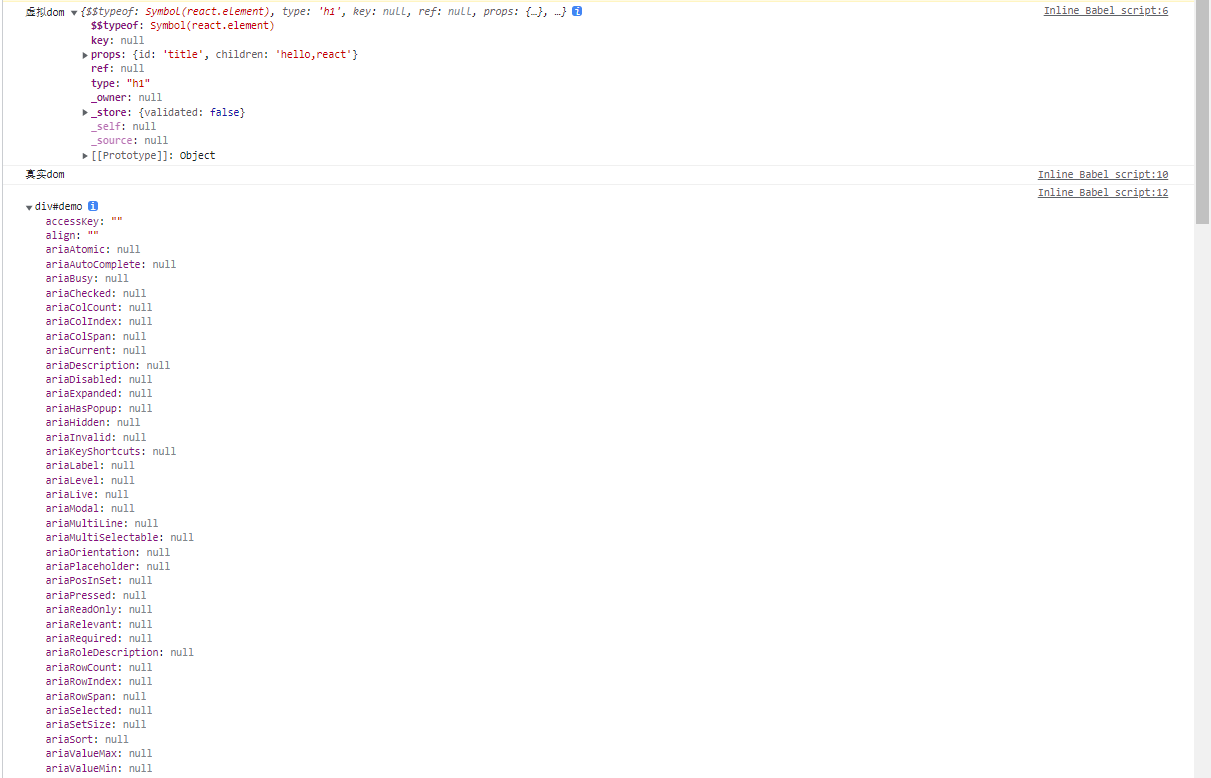 虚拟dom ▼{$$typeof: Symbol(react.element), type: 'h1', key: null, ref: null, props: {…}, …} i Inline Babel script:6
$$typeof: Symbol(react.element)
key: null
▶props: {id: 'title', children: 'hello,react'}
ref: null
type: "h1"
_owner: null
▶_store: {validated: false}
_self: null
_source: null
▶[[Prototype]]: Object
真实dom Inline Babel script:10
Inline Babel script:12
▼div#demo i
accessKey: ""
align: ""
ariaAtomic: null
ariaAutoComplete: null
ariaBusy: null
ariaChecked: null
ariaColCount: null
ariaColIndex: null
ariaColSpan: null
ariaCurrent: null
ariaDescription: null
ariaDisabled: null
ariaExpanded: null
ariaHasPopup: null
ariaHidden: null
ariaInvalid: null
ariaKeyShortcuts: null
ariaLabel: null
ariaLevel: null
ariaLive: null
ariaModal: null
ariaMultiLine: null
ariaMultiSelectable: null
ariaOrientation: null
ariaPlaceholder: null
ariaPosInSet: null
ariaPressed: null
ariaReadOnly: null
ariaRelevant: null
ariaRequired: null
ariaRoleDescription: null
ariaRowCount: null
ariaRowIndex: null
ariaRowSpan: null
ariaSelected: null
ariaSetSize: null
ariaSort: null
ariaValueMax: null
ariaValueMin: null